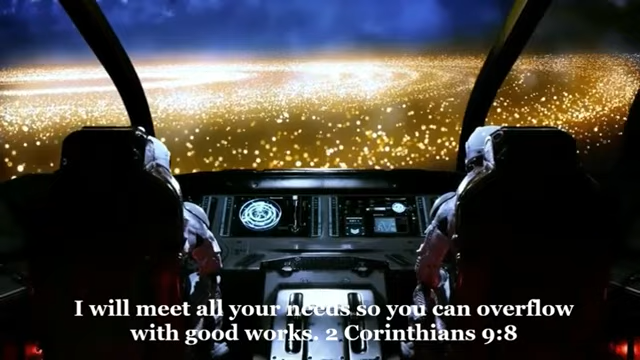 I will meet all your needs so you can overflow
with good works. 2 Corinthians 9:8